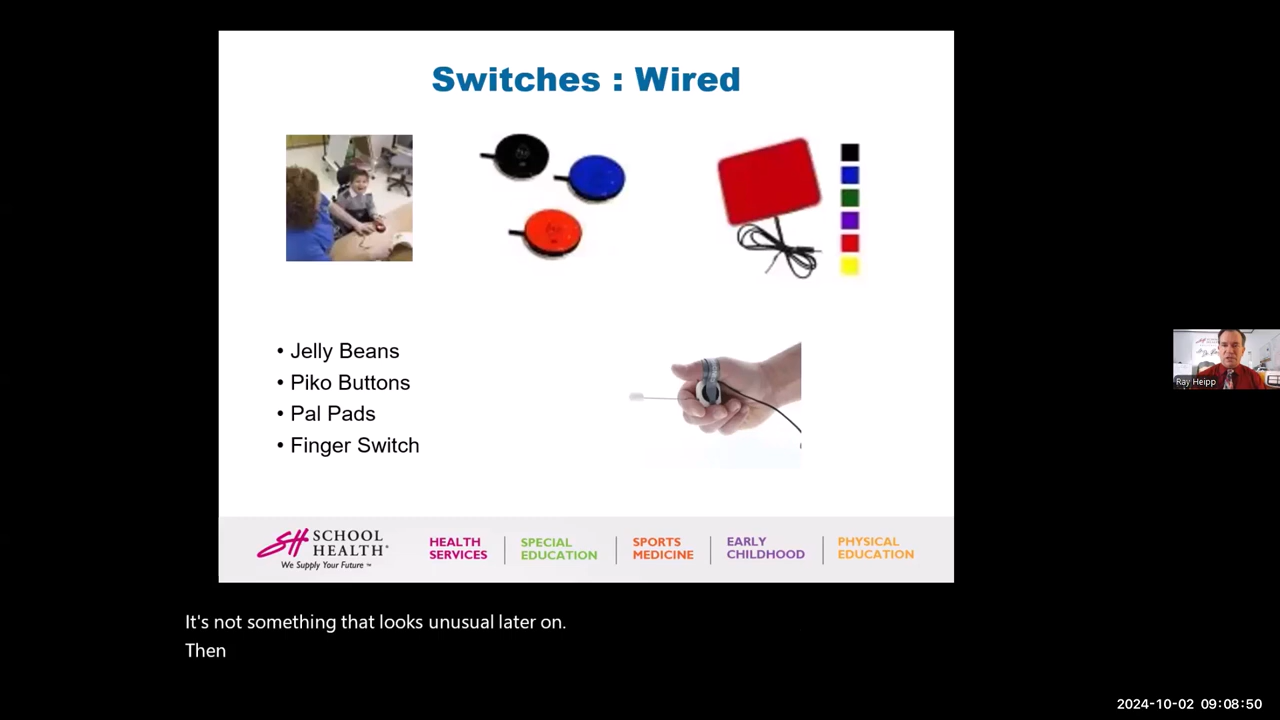 Switches : Wired
• Jelly Beans
• Piko Buttons
• Pal Pads
• Finger Switch
SH SCHOOL HEALTH®
We Supply Your Future ™
HEALTH
SERVICES
SPECIAL
EDUCATION
SPORTS
MEDICINE
EARLY
CHILDHOOD
PHYSICAL
EDUCATION
Ray Heipp
It's not something that looks unusual later on.
Then
2024-10-02 09:08:50